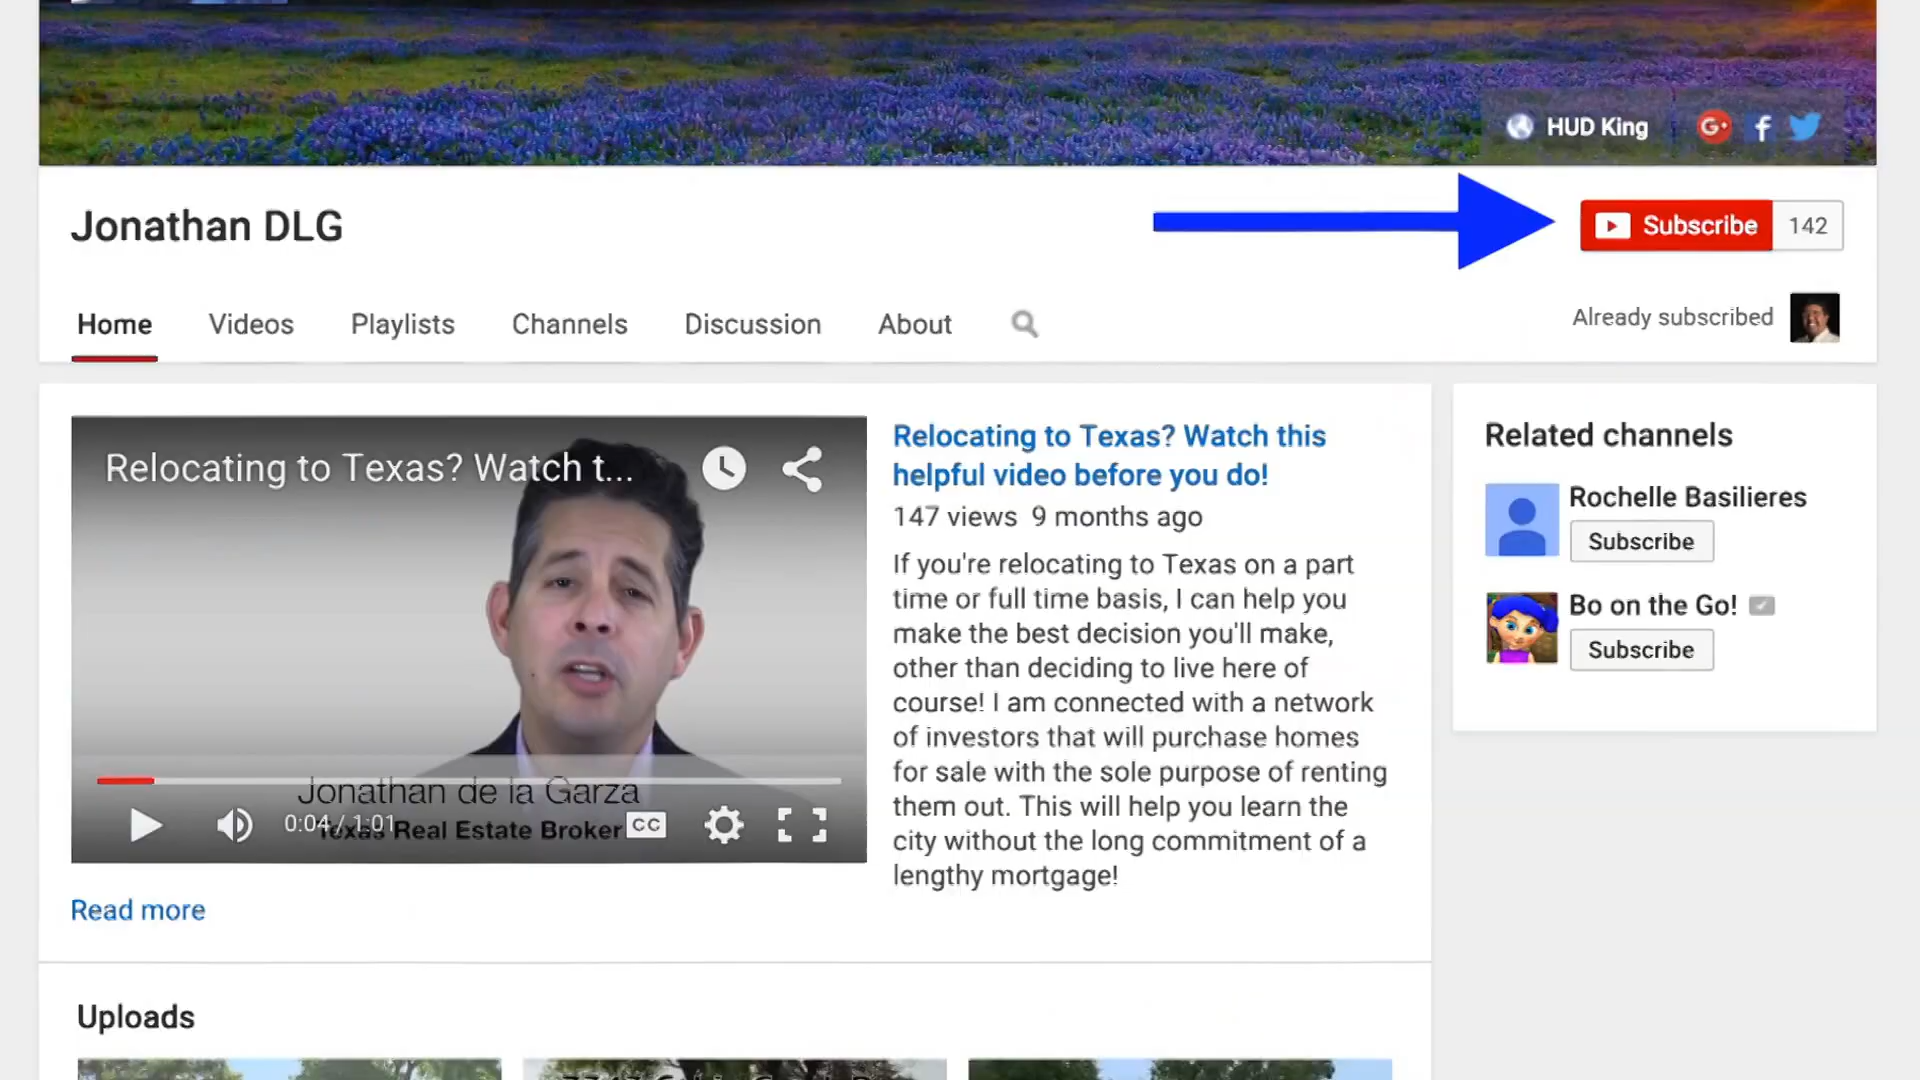 HUD King
G+
Jonathan DLG
Subscribe 142
Home Videos Playlists Channels Discussion About
Already subscribed
Relocating to Texas? Watch t...
Jonathan de la Garza
Texas Real Estate Broker
0:04 / 1:01
CC
Read more
Relocating to Texas? Watch this
helpful video before you do!
147 views 9 months ago
If you're relocating to Texas on a part
time or full time basis, I can help you
make the best decision you'll make,
other than deciding to live here of
course! I am connected with a network
of investors that will purchase homes
for sale with the sole purpose of renting
them out. This will help you learn the
city without the long commitment of a
lengthy mortgage!
Related channels
Rochelle Basilieres
Subscribe
Bo on the Go!
Subscribe
Uploads